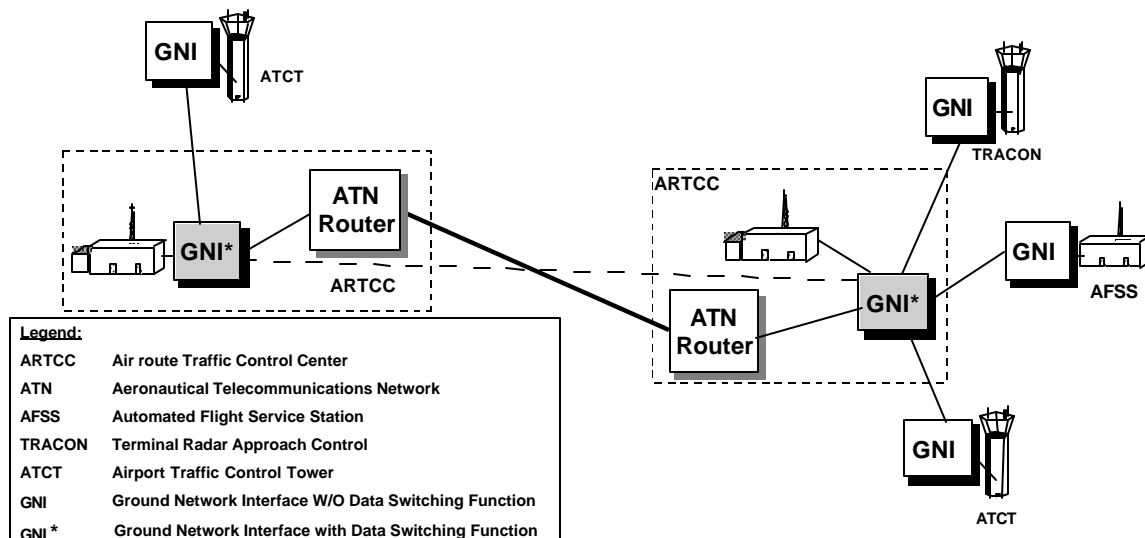 GNI
ATCT
GNI
TRACON
ARTCC
ATN
Router
GNI*
ARTCC
GNI
AFSS
GNI*
ATN
Router
GNI
ATCT
Legend:
ARTCC Air route Traffic Control Center
ATN Aeronautical Telecommunications Network
AFSS Automated Flight Service Station
TRACON Terminal Radar Approach Control
ATCT Airport Traffic Control Tower
GNI Ground Network Interface W/O Data Switching Function
GNI* Ground Network Interface with Data Switching Function